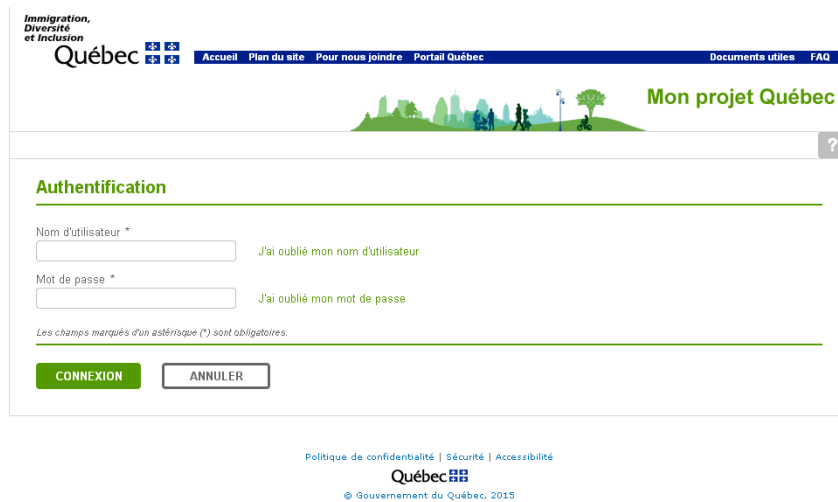 Immigration,
Diversité
et Inclusion
Québec
Accueil Plan du site Pour nous joindre Portail Québec Documents utiles FAQ
Mon projet Québec
?
Authentification
Nom d'utilisateur *
J'ai oublié mon nom d'utilisateur
Mot de passe *
J'ai oublié mon mot de passe
Les champs marqués d'un astérisque (*) sont obligatoires.
CONNEXION ANNULER
Politique de confidentialité | Sécurité | Accessibilité
Québec
© Gouvernement du Québec, 2015